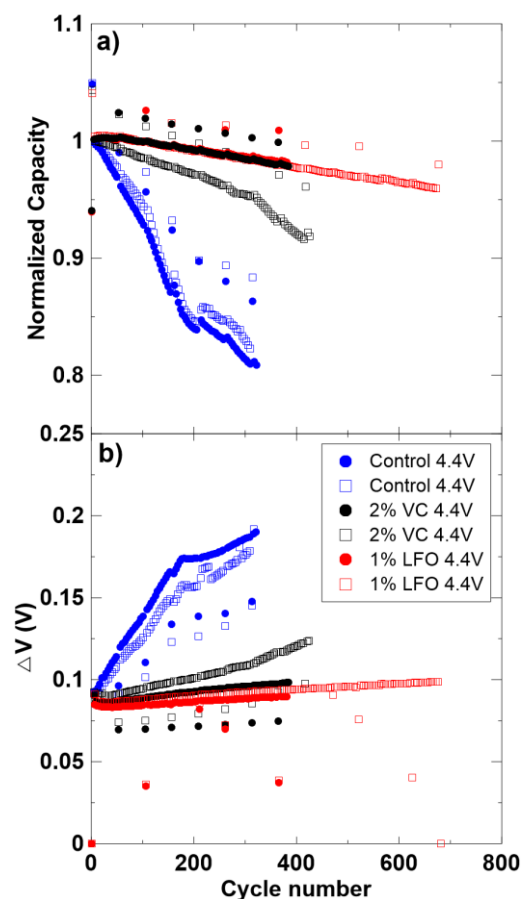 1.1
a)
1
0.9
0.8
Normalized Capacity
0.25
b)
0.2
0.15
0.1
0.05
0
△V (V)
Control 4.4V
Control 4.4V
2% VC 4.4V
2% VC 4.4V
1% LFO 4.4V
1% LFO 4.4V
0 200 400 600 800
Cycle number